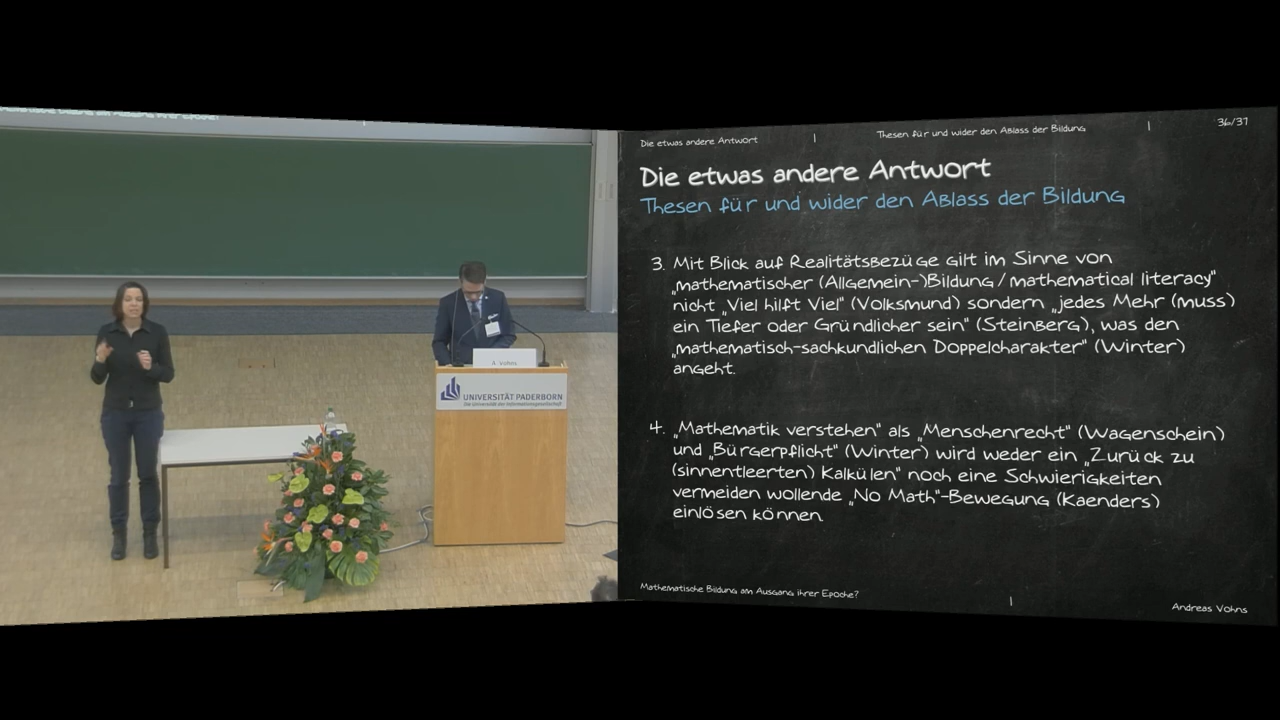 UNIVERSITÄT PADERBORN
Die Universität der Informationsgesellschaft
Die etwas andere Antwort
Thesen für und wider den Ablass der Bildung
36/37
Die etwas andere Antwort
Thesen für und wider den Ablass der Bildung
3. Mit Blick auf Realitätsbezüge gilt im Sinne von
„mathematischer (Allgemein-)Bildung / mathematical literacy"
nicht „Viel hilft Viel" (Volksmund) sondern „jedes Mehr (muss)
ein Tiefer oder Gründlicher sein" (Steinberg), was den
„mathematisch-sachkundlichen Doppelcharakter" (Winter)
angeht.
4. „Mathematik verstehen" als „Menschenrecht" (Wagenschein)
und „Bürgerpflicht" (Winter) wird weder ein „Zurück zu
(sinnentleerten) Kalkülen" noch eine Schwierigkeiten
vermeiden wollende „No Math"-Bewegung (Kaenders)
einlösen können.
Mathematische Bildung am Ausgang ihrer Epoche?
Andreas Vohns